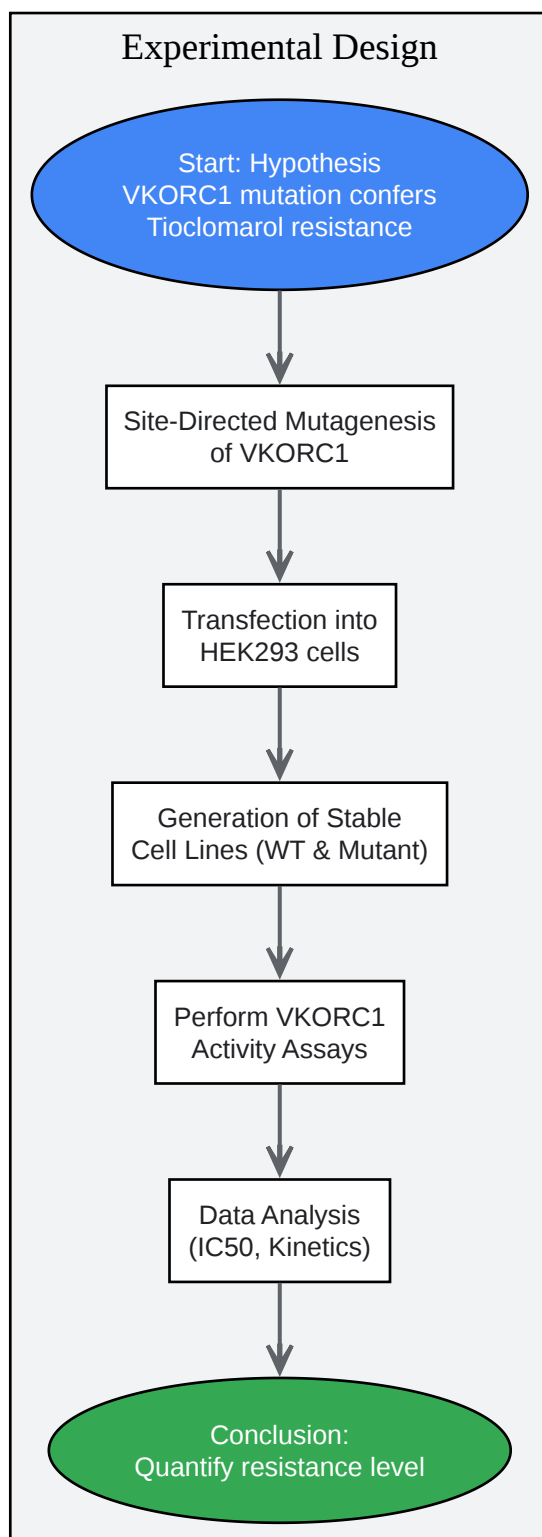 Experimental Design
Start: Hypothesis
VKORC1 mutation confers
Tioclomarol resistance
Site-Directed Mutagenesis
of VKORC1
Transfection into
HEK293 cells
Generation of Stable
Cell Lines (WT & Mutant)
Perform VKORC1
Activity Assays
Data Analysis
(IC50, Kinetics)
Conclusion:
Quantify resistance level